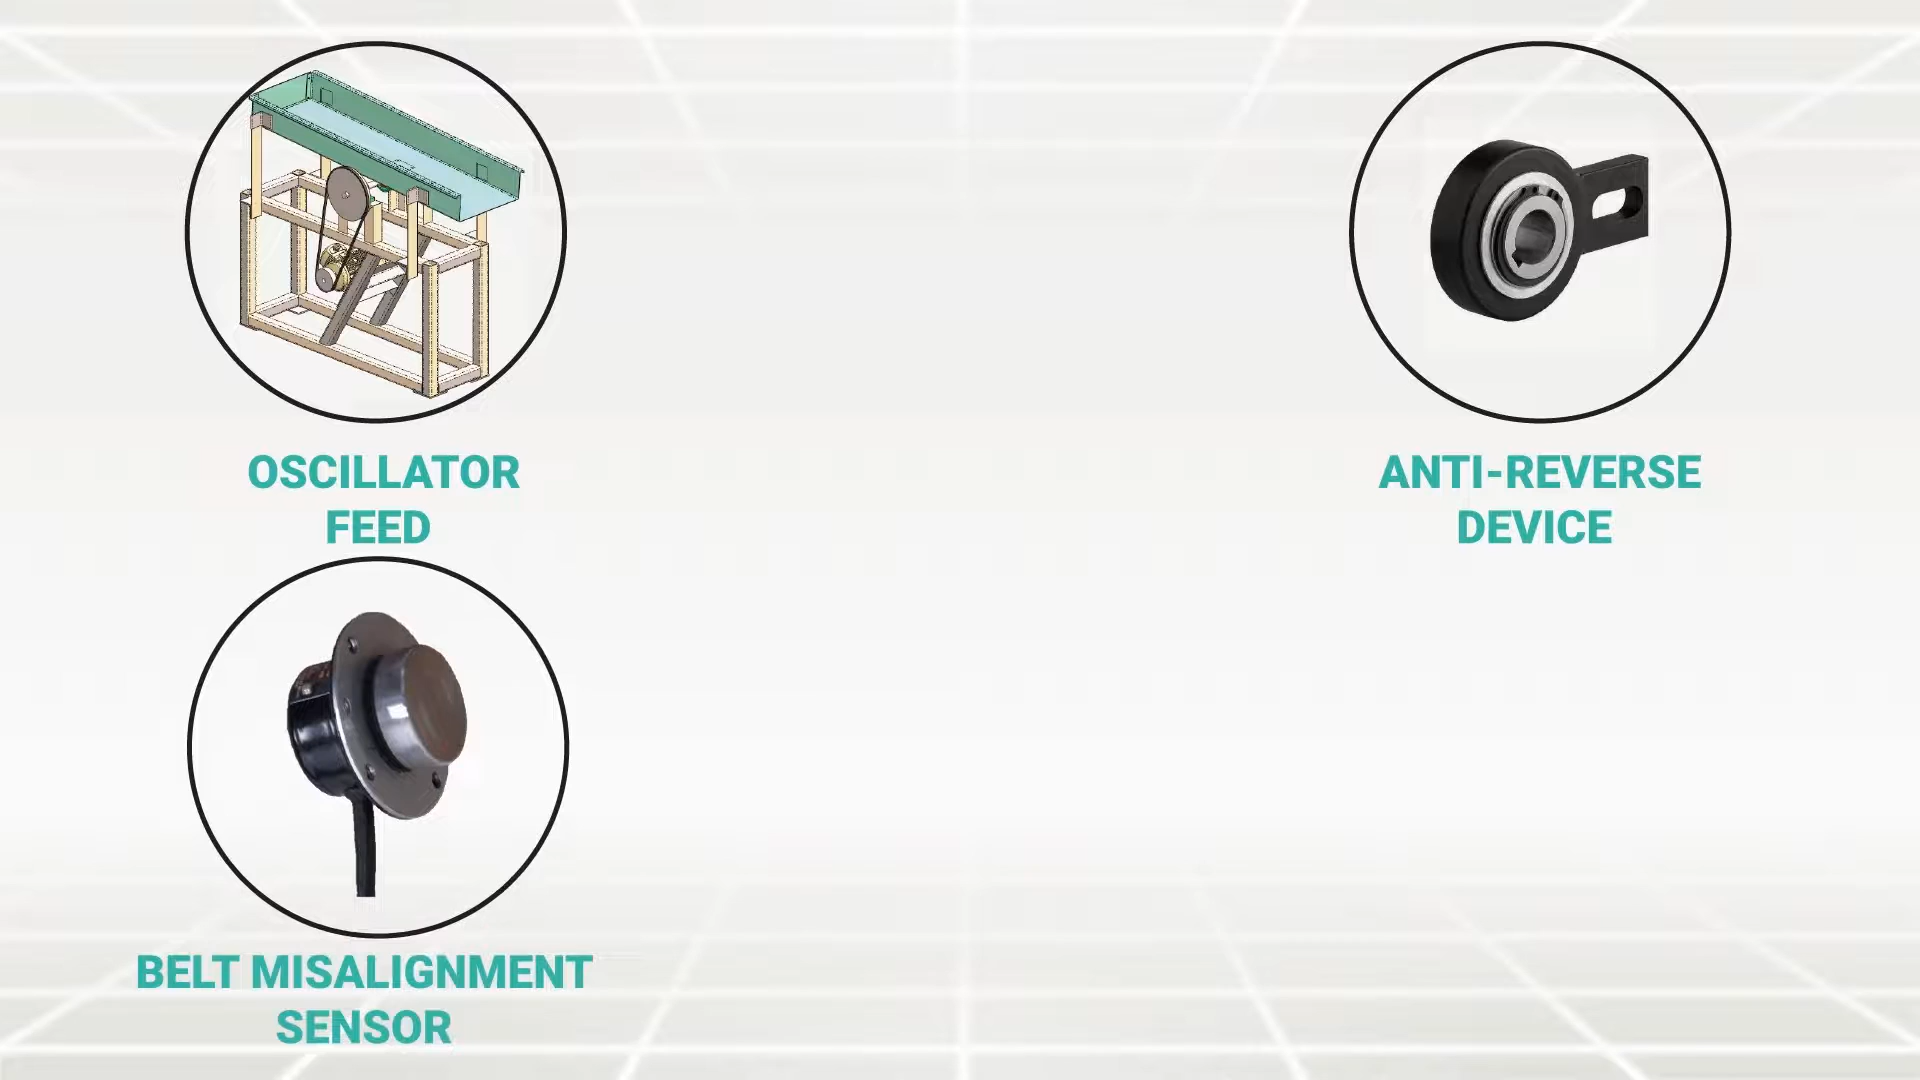 OSCILLATOR
FEED
ANTI-REVERSE
DEVICE
BELT MISALIGNMENT
SENSOR